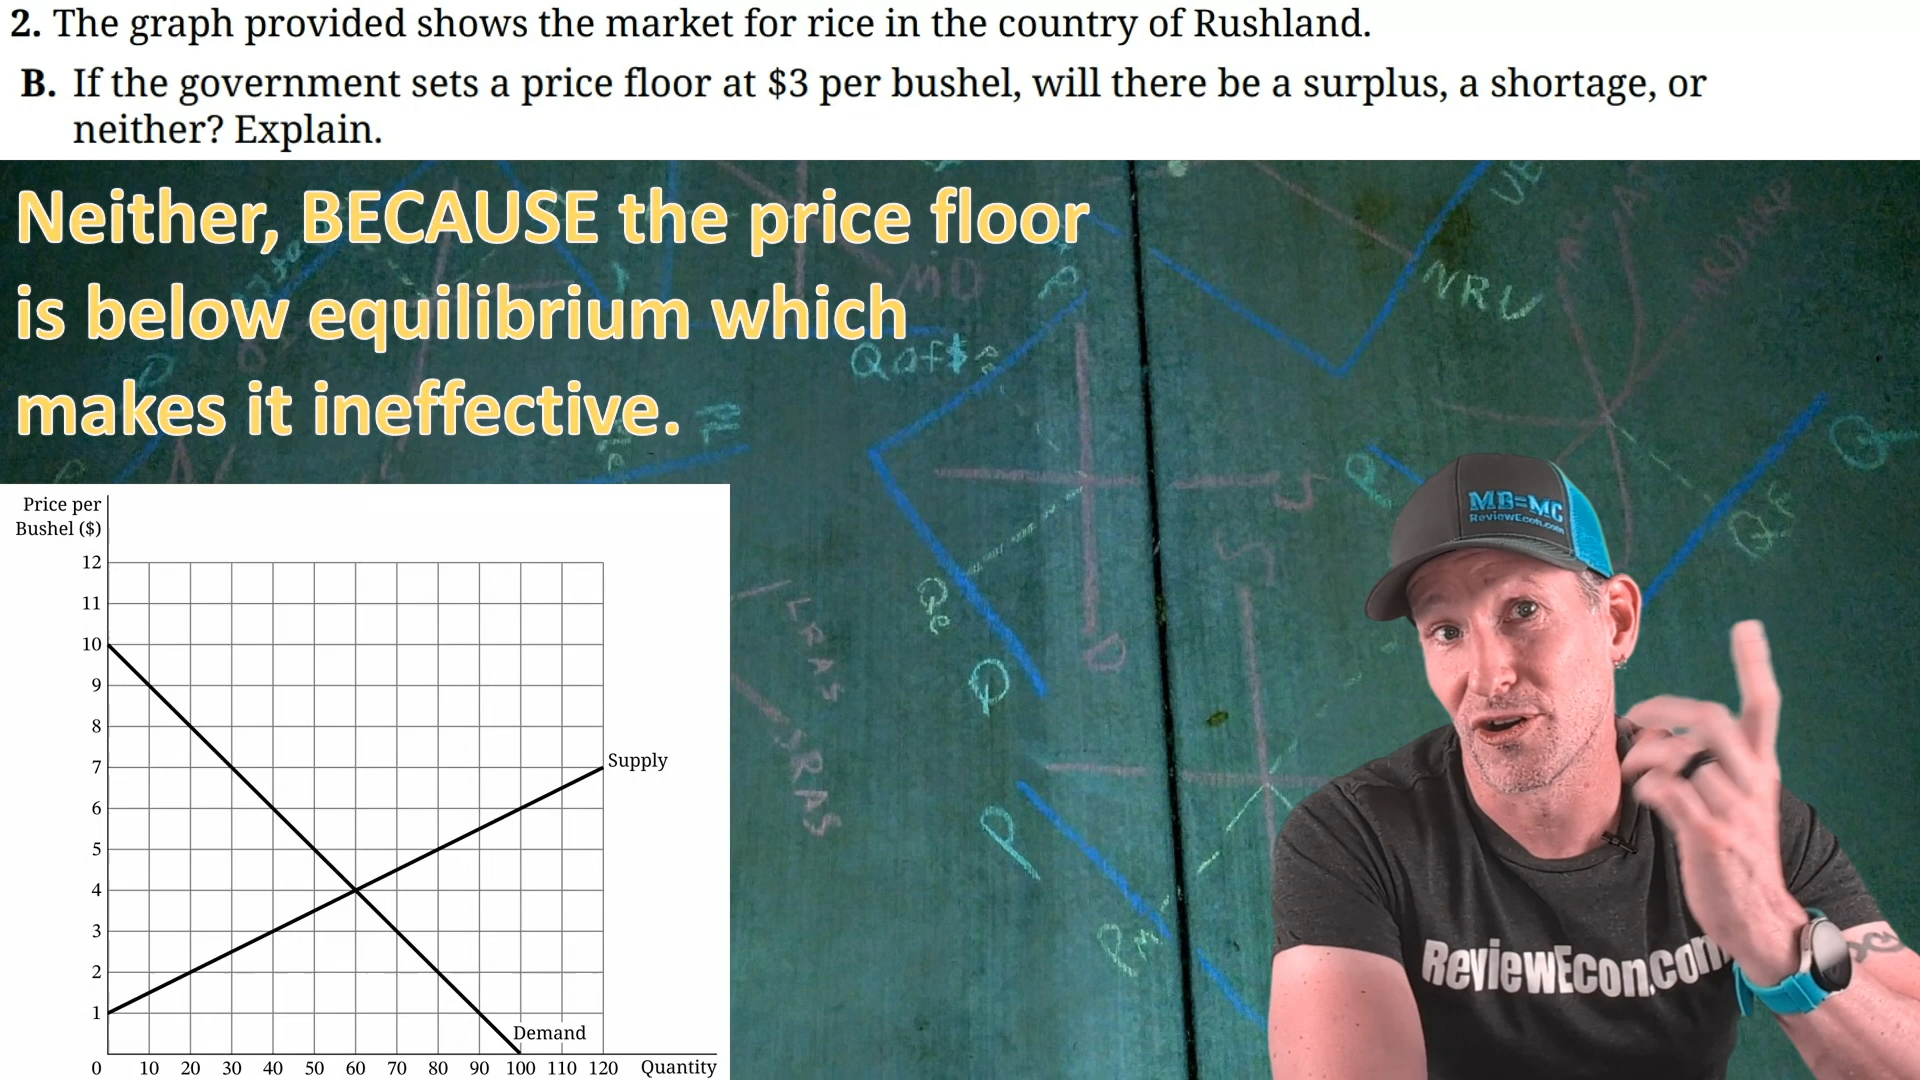 2. The graph provided shows the market for rice in the country of Rushland.
B. If the government sets a price floor at $3 per bushel, will there be a surplus, a shortage, or
neither? Explain.
Neither, BECAUSE the price floor
is below equilibrium which
makes it ineffective.
Price per
Bushel ($)
12
11
10
9
8
7
6
5
4
3
2
1
Supply
Demand
0 10 20 30 40 50 60 70 80 90 100 110 120 Quantity
MD
NRU
S
P
Q
D
LRAS
SRAS
MB=MC
ReviewEcon.com
ReviewEcon.com